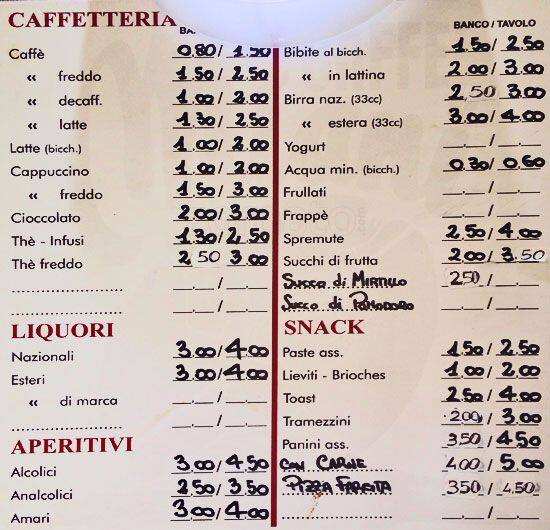 CAFFETTERIA
Caffè 0.80 / 1.50
« freddo 1.50 / 2.50
« decaff. 1.00 / 2.00
« latte 1.30 / 2.50
Latte (bicch.) 1.00 / 2.00
Cappuccino 1.00 / 2.00
« freddo 1.50 / 3.00
Cioccolato 2.00 / 3.00
Thè - Infusi 1.30 / 2.50
Thè freddo 2.50 / 3.00
LIQUORI
Nazionali 3.00 / 4.00
Esteri 3.00 / 4.00
« di marca
APERITIVI
Alcolici 3.00 / 4.50
Analcolici 2.50 / 3.50
Amari 3.00 / 4.00
BANCO / TAVOLO
Bibite al bicch. 1.50 / 2.50
« in lattina 2.00 / 3.00
Birra naz. (33cc) 2,50 3.00
« estera (33cc) 3.00 / 4.00
Yogurt
Acqua min. (bicch.) 0.30 / 0.60
Frullati
Frappè
Spremute 2.50 / 4.00
Succhi di frutta 2.00 / 3.50
Succo di Mirtillo 2.50 /
Succo di Pomodoro
SNACK
Paste ass. 1.50 / 2.50
Lieviti - Brioches 1.00 / 2.00
Toast 2.50 / 4.00
Tramezzini 2.00 / 3.00
Panini ass. 3.50 / 4.50
CON CARNE 4.00 / 5.00
PIZZA FARCITA 3.50 / 4.50